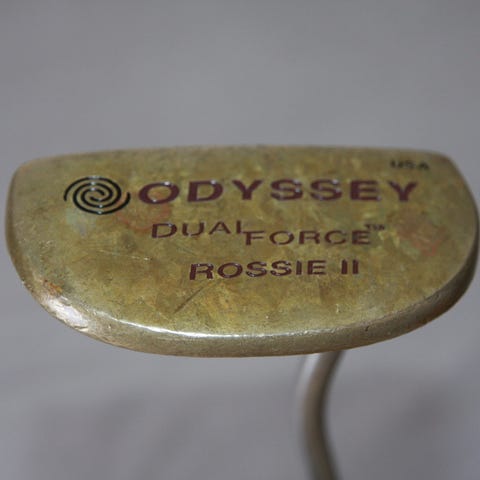 USA
ODYSSEY
DUAL FORCE™
ROSSIE II